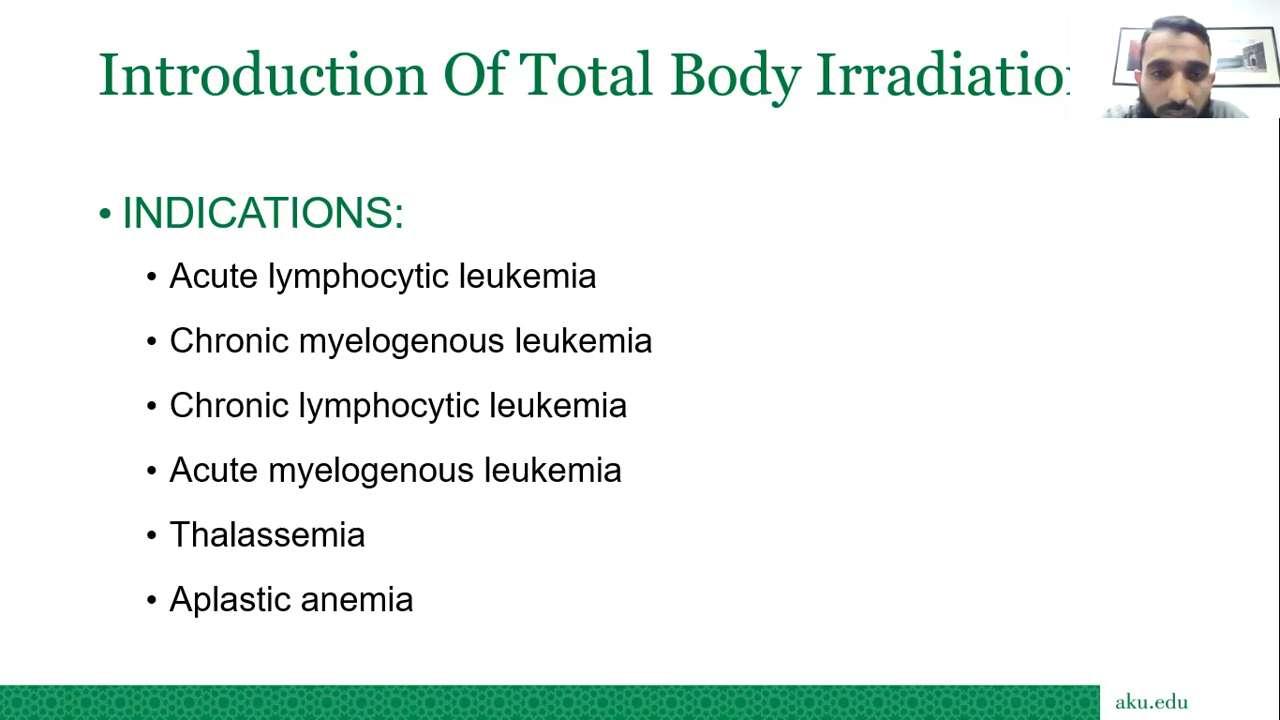 Introduction Of Total Body Irradiatio
• INDICATIONS:
• Acute lymphocytic leukemia
• Chronic myelogenous leukemia
• Chronic lymphocytic leukemia
• Acute myelogenous leukemia
• Thalassemia
• Aplastic anemia
aku.edu